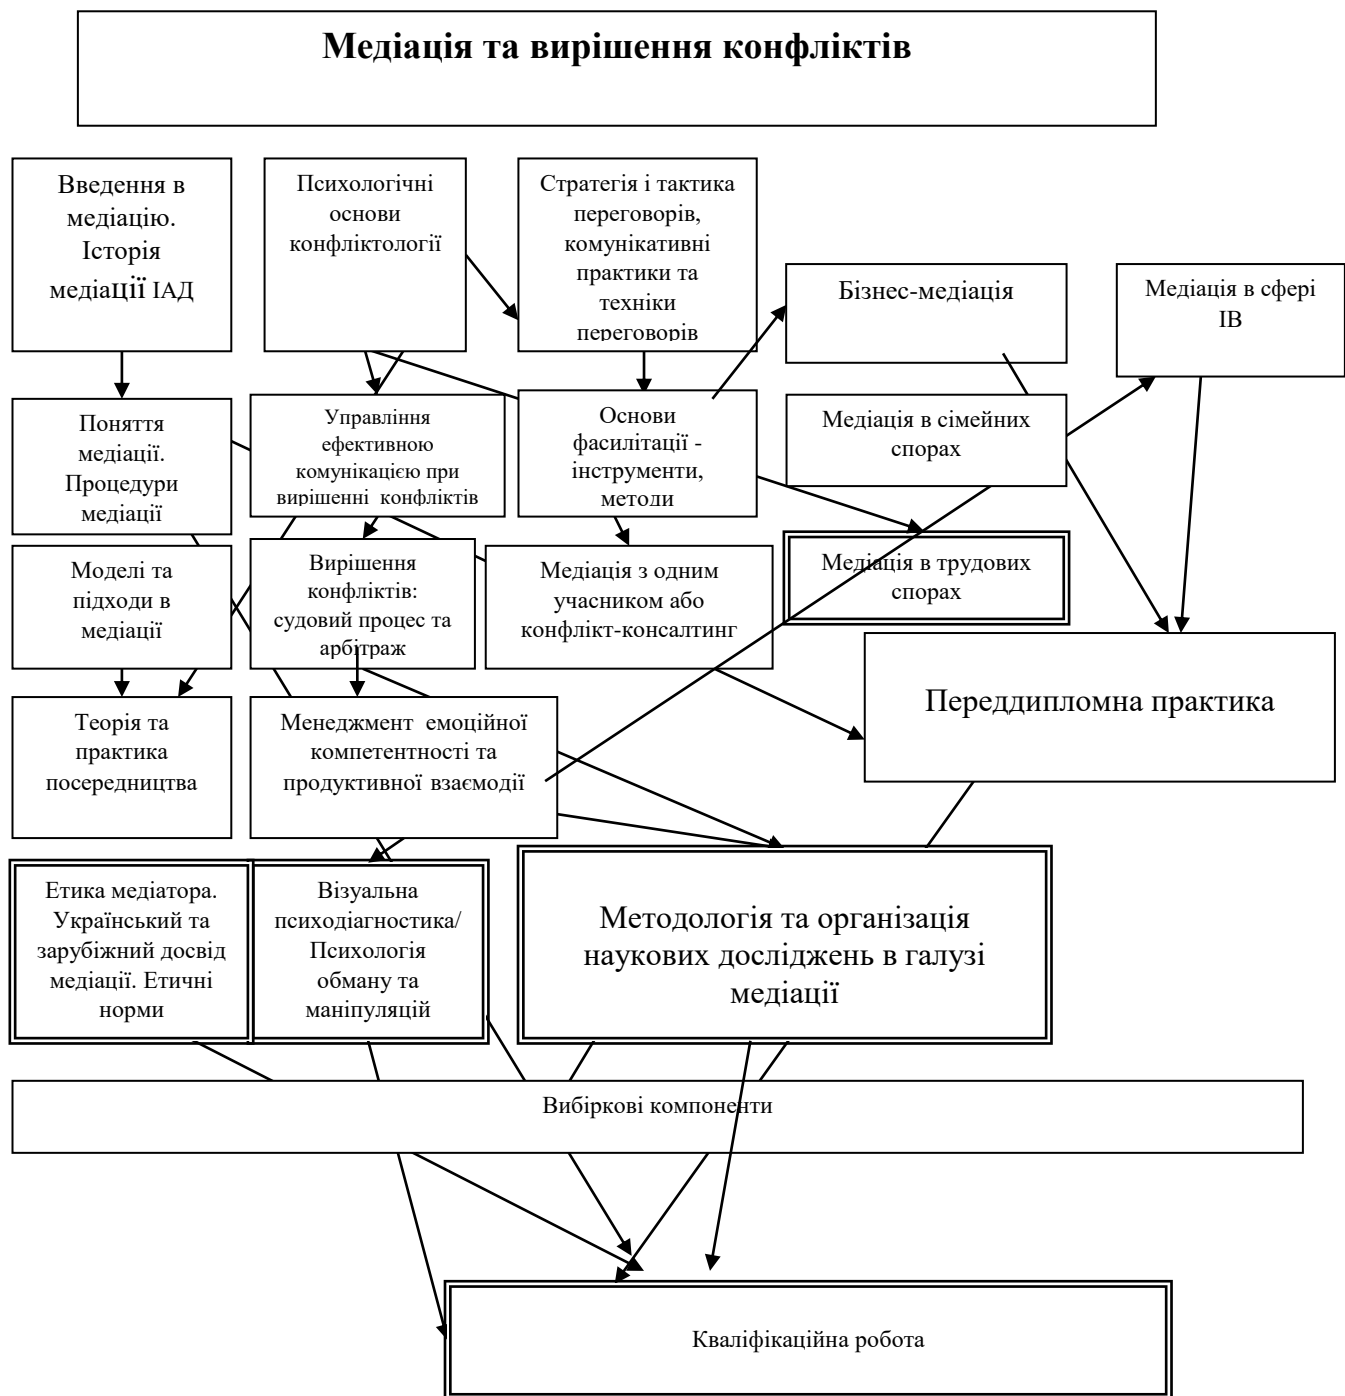 Медіація та вирішення конфліктів
Введення в
медіацію.
Історія
медіації ІАД
Психологічні
основи
конфліктології
Стратегія і тактика
переговорів,
комунікативні
практики та
техніки
переговорів
Бізнес-медіація
Медіація в сфері
ІВ
Поняття
медіації.
Процедури
медіації
Управління
ефективною
комунікацією при
вирішенні конфліктів
Основи
фасилітації -
інструменти,
методи
Медіація в сімейних
спорах
Моделі та
підходи в
медіації
Вирішення
конфліктів:
судовий процес та
арбітраж
Медіація з одним
учасником або
конфлікт-консалтинг
Медіація в трудових
спорах
Теорія та
практика
посередництва
Менеджмент емоційної
компетентності та
продуктивної взаємодії
Переддипломна практика
Етика медіатора.
Український та
зарубіжний досвід
медіації. Етичні
норми
Візуальна
психодіагностика/
Психологія
обману та
маніпуляцій
Методологія та організація
наукових досліджень в галузі
медіації
Вибіркові компоненти
Кваліфікаційна робота